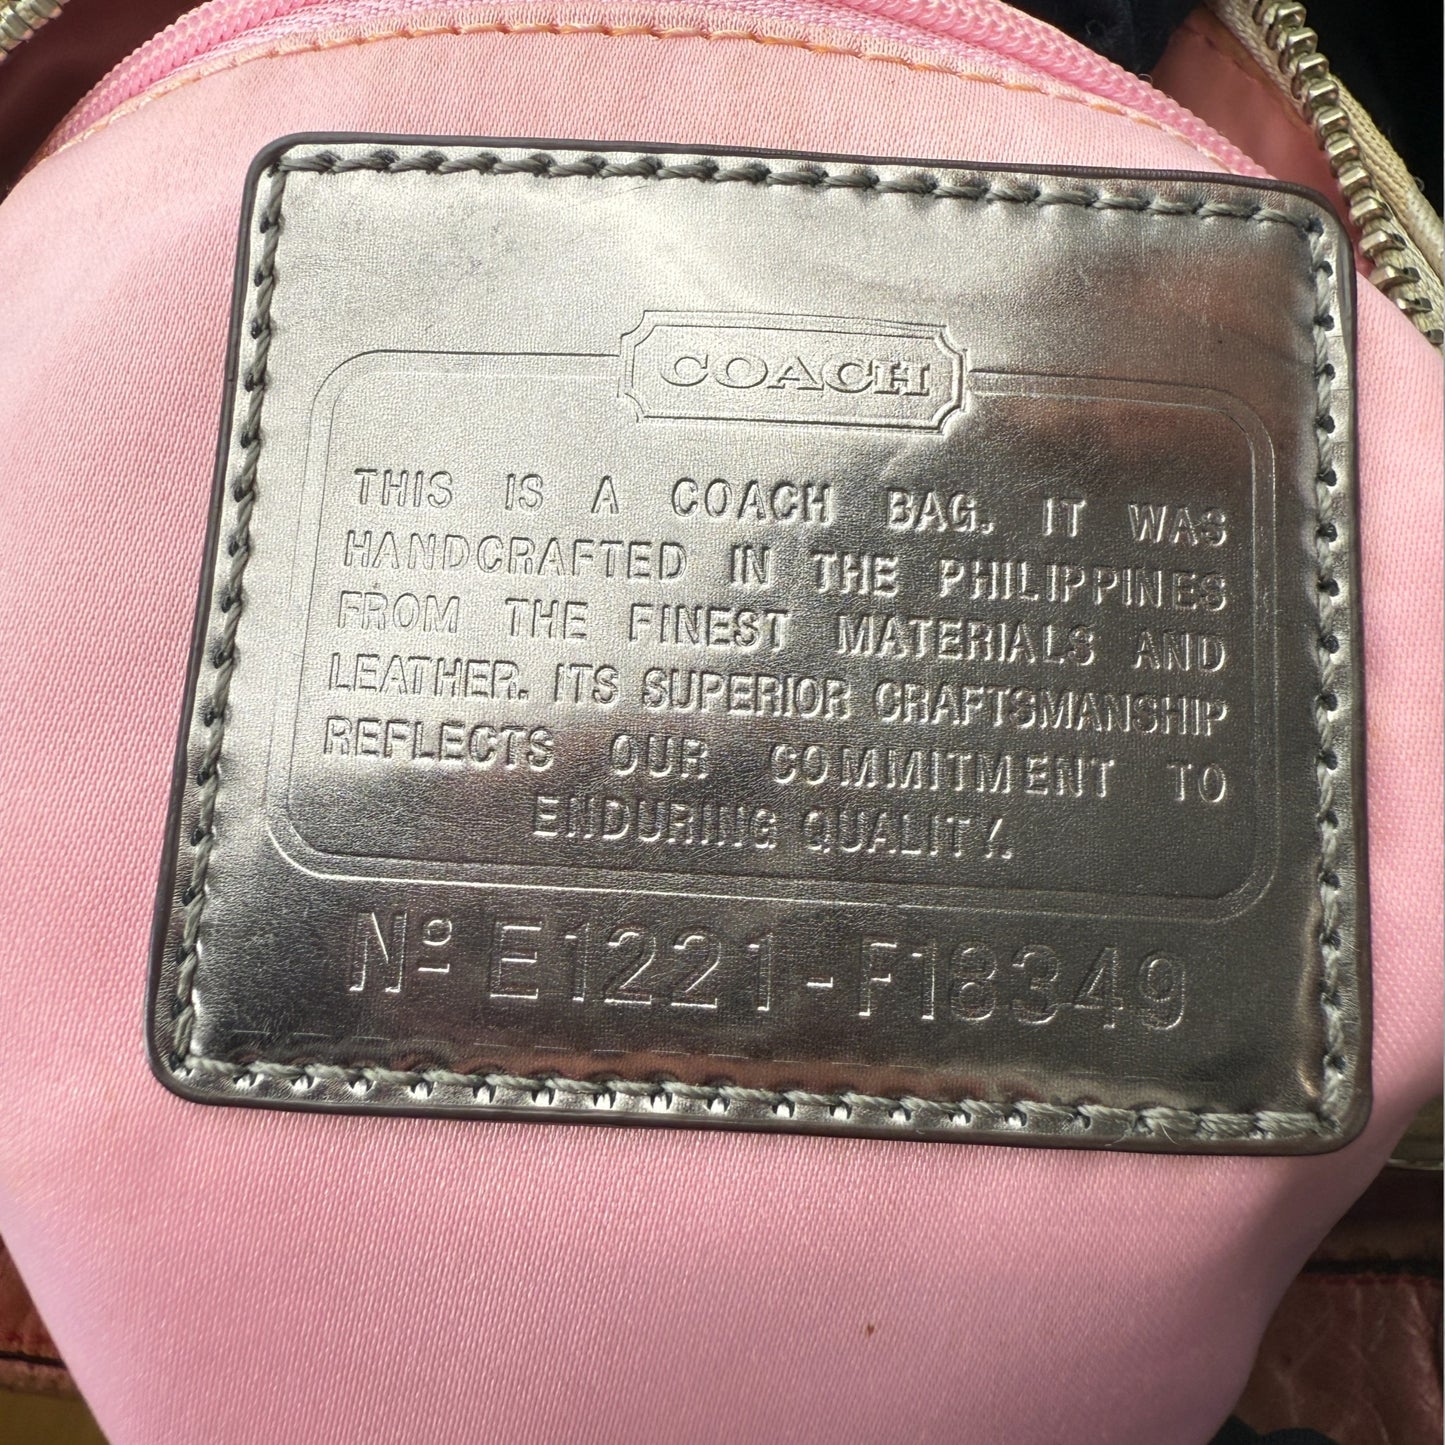 COACH
THIS IS A COACH BAG. IT WAS
HANDCRAFTED IN THE PHILIPPINES
FROM THE FINEST MATERIALS AND
LEATHER. ITS SUPERIOR CRAFTSMANSHIP
REFLECTS OUR COMMITMENT TO
ENDURING QUALITY.
Nº E1221-F18349